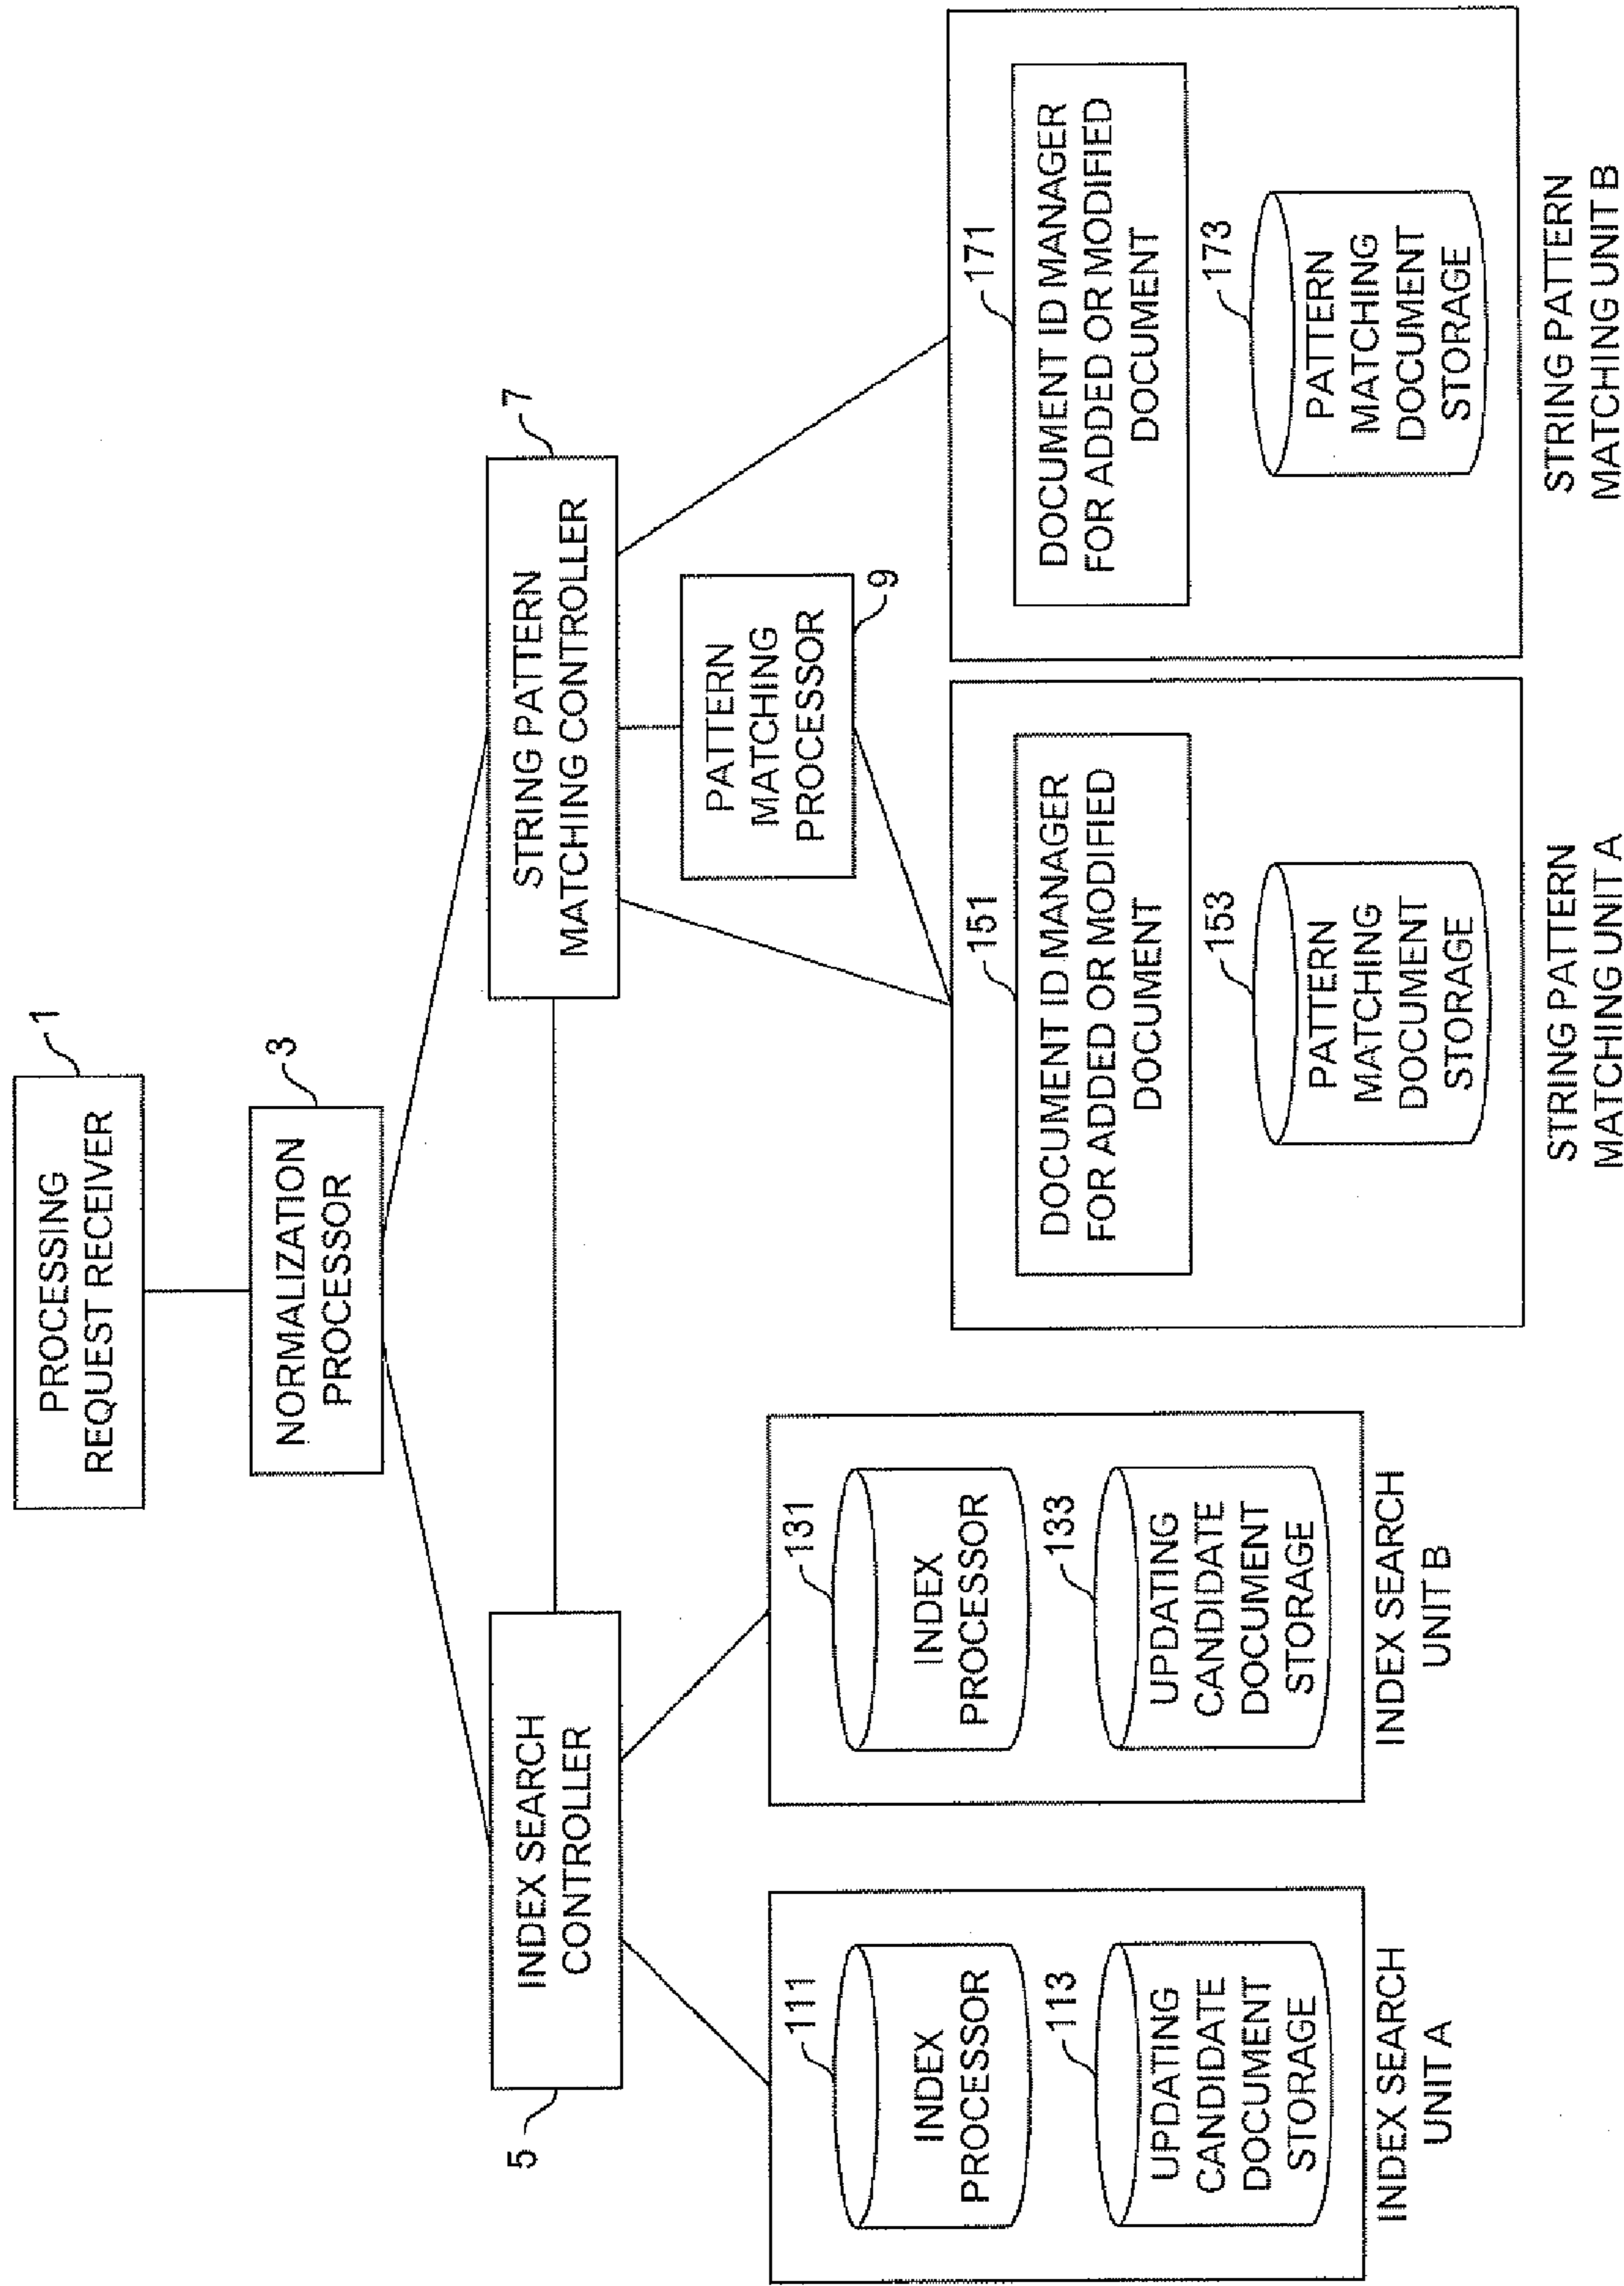 PROCESSING
REQUEST RECEIVER
1
NORMALIZATION
PROCESSOR
3
INDEX SEARCH
CONTROLLER
5
STRING PATTERN
MATCHING CONTROLLER
7
PATTERN
MATCHING
PROCESSOR
9
111
INDEX
PROCESSOR
113
UPDATING
CANDIDATE
DOCUMENT
STORAGE
INDEX SEARCH
UNIT A
131
INDEX
PROCESSOR
133
UPDATING
CANDIDATE
DOCUMENT
STORAGE
INDEX SEARCH
UNIT B
151
DOCUMENT ID MANAGER
FOR ADDED OR MODIFIED
DOCUMENT
153
PATTERN
MATCHING
DOCUMENT
STORAGE
STRING PATTERN
MATCHING UNIT A
171
DOCUMENT ID MANAGER
FOR ADDED OR MODIFIED
DOCUMENT
173
PATTERN
MATCHING
DOCUMENT
STORAGE
STRING PATTERN
MATCHING UNIT B